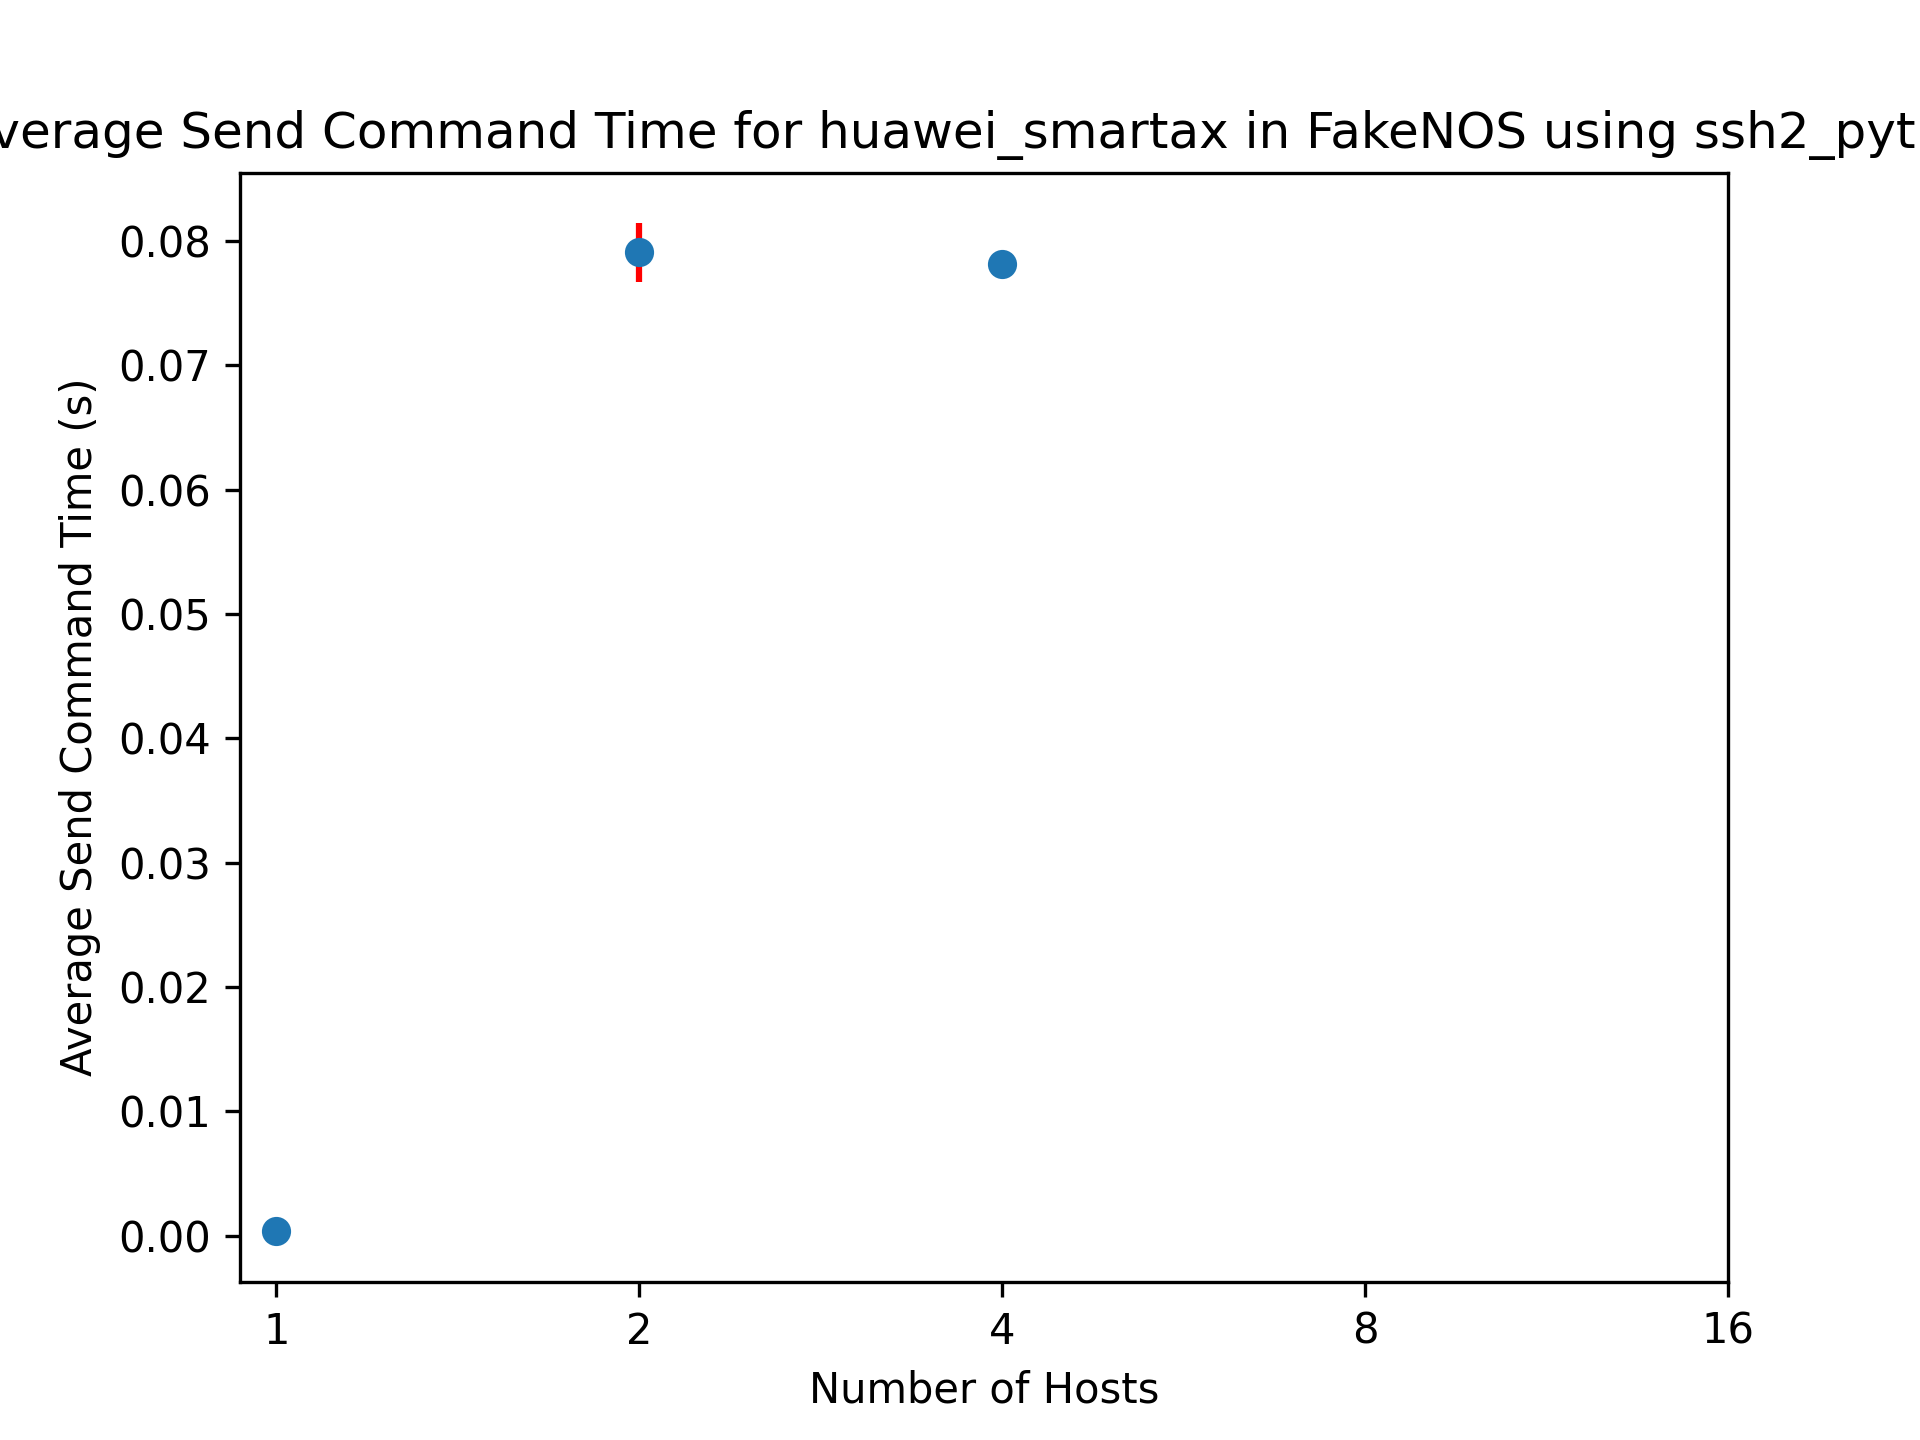 verage Send Command Time for huawei_smartax in FakeNOS using ssh2_pyt
0.08
0.07
0.06
0.05
0.04
0.03
0.02
0.01
0.00
Average Send Command Time (s)
1 2 4 8 16
Number of Hosts